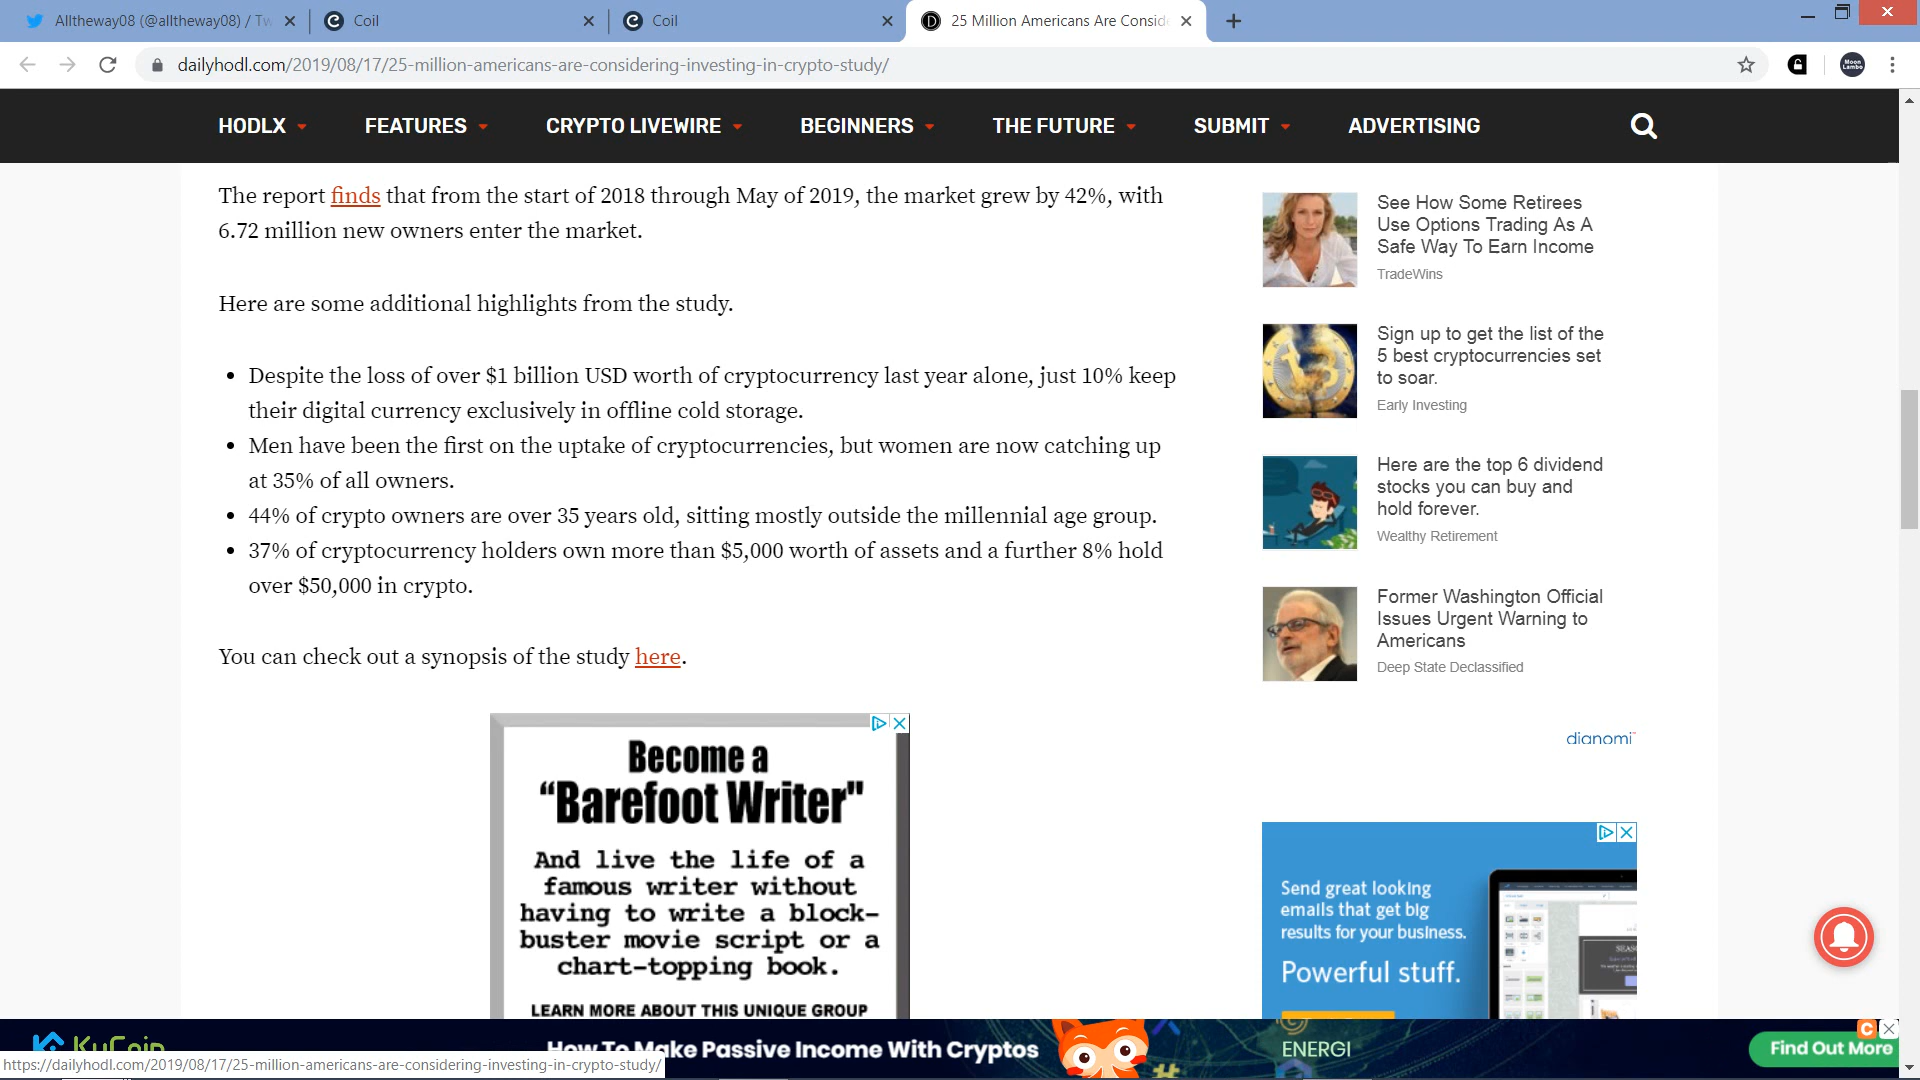 Alltheway08 (@alltheway08) / Tw
Coil
Coil
25 Million Americans Are Consid
dailyhodl.com/2019/08/17/25-million-americans-are-considering-investing-in-crypto-study/
Moon
Lambo
HODLX
FEATURES
CRYPTO LIVEWIRE
BEGINNERS
THE FUTURE
SUBMIT
ADVERTISING
The report finds that from the start of 2018 through May of 2019, the market grew by 42%, with
6.72 million new owners enter the market.
Here are some additional highlights from the study.
• Despite the loss of over $1 billion USD worth of cryptocurrency last year alone, just 10% keep
their digital currency exclusively in offline cold storage.
• Men have been the first on the uptake of cryptocurrencies, but women are now catching up
at 35% of all owners.
• 44% of crypto owners are over 35 years old, sitting mostly outside the millennial age group.
• 37% of cryptocurrency holders own more than $5,000 worth of assets and a further 8% hold
over $50,000 in crypto.
You can check out a synopsis of the study here.
See How Some Retirees
Use Options Trading As A
Safe Way To Earn Income
TradeWins
Sign up to get the list of the
5 best cryptocurrencies set
to soar.
Early Investing
Here are the top 6 dividend
stocks you can buy and
hold forever.
Wealthy Retirement
Former Washington Official
Issues Urgent Warning to
Americans
Deep State Declassified
dianomi
Become a
"Barefoot Writer"
And live the life of a
famous writer without
having to write a block-
buster movie script or a
chart-topping book.
LEARN MORE ABOUT THIS UNIQUE GROUP
Send great looking
emails that get big
results for your business.
Powerful stuff.
KuCoin
How To Make Passive Income With Cryptos
ENERGI
Find Out More
https://dailyhodl.com/2019/08/17/25-million-americans-are-considering-investing-in-crypto-study/